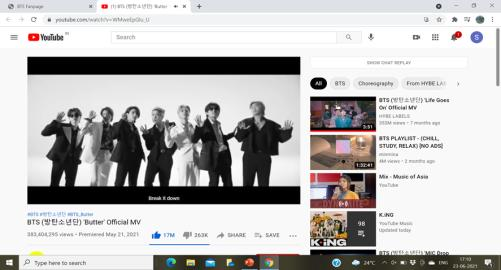 BTS Fanpage
(1) BTS (방탄소년단) 'Butter'
youtube.com/watch?v=WMweEpGlu_U
YouTube
IN
Search
S
Break it down
#BTS #방탄소년단 #BTS_Butter
BTS (방탄소년단) 'Butter' Official MV
383,404,295 views • Premiered May 21, 2021
17M
263K
SHARE
SAVE
SHOW CHAT REPLAY
All
BTS
Choreography
From HYBE LA
3:51
BTS (방탄소년단) 'Life Goes
On' Official MV
HYBE LABELS
7 months ago
1:32:41
BTS PLAYLIST - (CHILL,
STUDY, RELAX) [NO ADS]
4M views • 2 months ago
Mix - Music of Asia
YouTube
98
K.ING
K.ING
YouTube Music
Updated today
BTS (방탄소년단) 'MIC Drop
Type here to search
24°C
ENG
17:10
23-06-2021